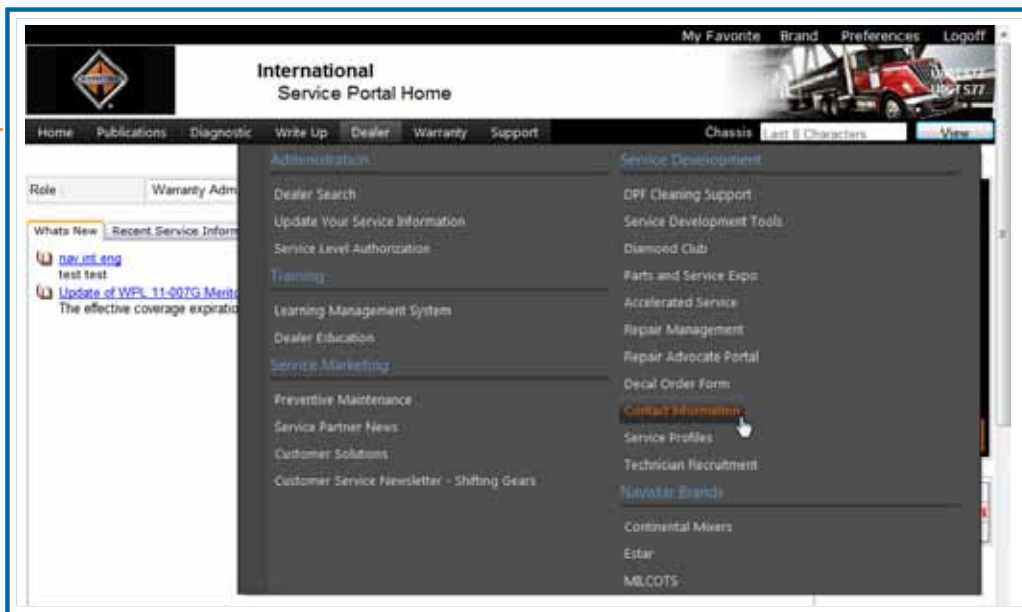 My Favorite Brand Preferences Logoff
International
Service Portal Home
Home Publications Diagnostic Write Up Dealer Warranty Support Chassis Last 8 Characters View
Administration
Dealer Search
Update Your Service Information
Service Level Authorization
Training
Learning Management System
Dealer Education
Service Marketing
Preventive Maintenance
Service Partner News
Customer Solutions
Customer Service Newsletter - Shifting Gears
Service Development
DPF Cleaning Support
Service Development Tools
Diamond Club
Parts and Service Expo
Accelerated Service
Repair Management
Repair Advocate Portal
Decal Order Form
Contact Information
Service Profiles
Technician Recruitment
Navistar Brands
Continental Mixers
Estar
MILCOTS
Role Warranty Adm
Whats New Recent Service Inform
nav int eng
test test
Update of WPL 11-007G Merito
The effective coverage expiratio